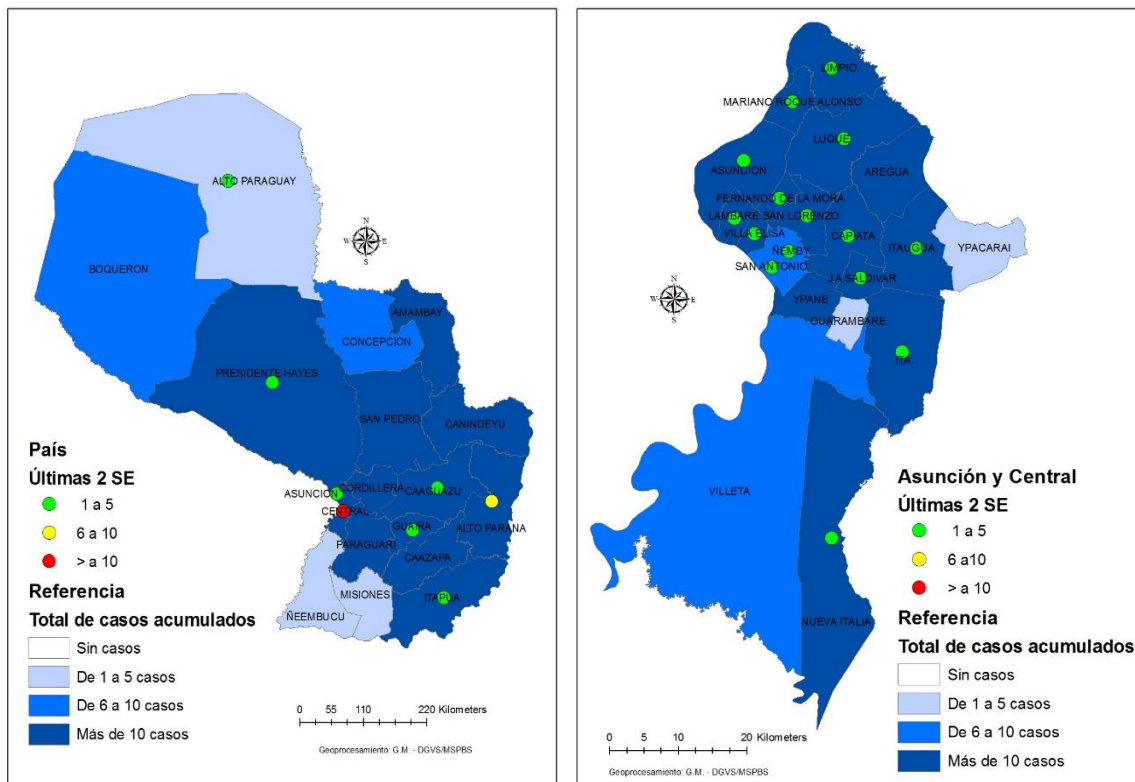 ALTO PARAGUAY
N
W E
S
BOQUERON
AMAMBAY
CONCEPCION
PRESIDENTE HAYES
SAN PEDRO
CANINDEYU
País
Últimas 2 SE
1 a 5
6 a 10
> a 10
ASUNCION
CORDILLERA
CAAGUAZU
CENTRAL
GUAIRA
ALTO PARANA
PARAGUARI
CAAZAPA
MISIONES
ITAPUA
ÑEEMBUCU
Referencia
Total de casos acumulados
Sin casos
De 1 a 5 casos
De 6 a 10 casos
Más de 10 casos
0 55 110 220 Kilometers
Geoprocesamiento: G.M. - DGVS/MSPBS
LIMPIO
MARIANO ROQUE ALONSO
LUQUE
ASUNCION
AREGUA
FERNANDO DE LA MORA
LAMBARE SAN LORENZO
VILLA ELISA
CAPIATA
ITAUGUA
YPACARAI
ÑEMBY
SAN ANTONIO
J A SALDIVAR
YPANE
GUARAMBARE
N
W E
S
ITA
VILLETA
NUEVA ITALIA
Asunción y Central
Últimas 2 SE
1 a 5
6 a10
> a 10
Referencia
Total de casos acumulados
Sin casos
De 1 a 5 casos
De 6 a 10 casos
Más de 10 casos
0 5 10 20 Kilometers
Geoprocesamiento: G.M. - DGVS/MSPBS